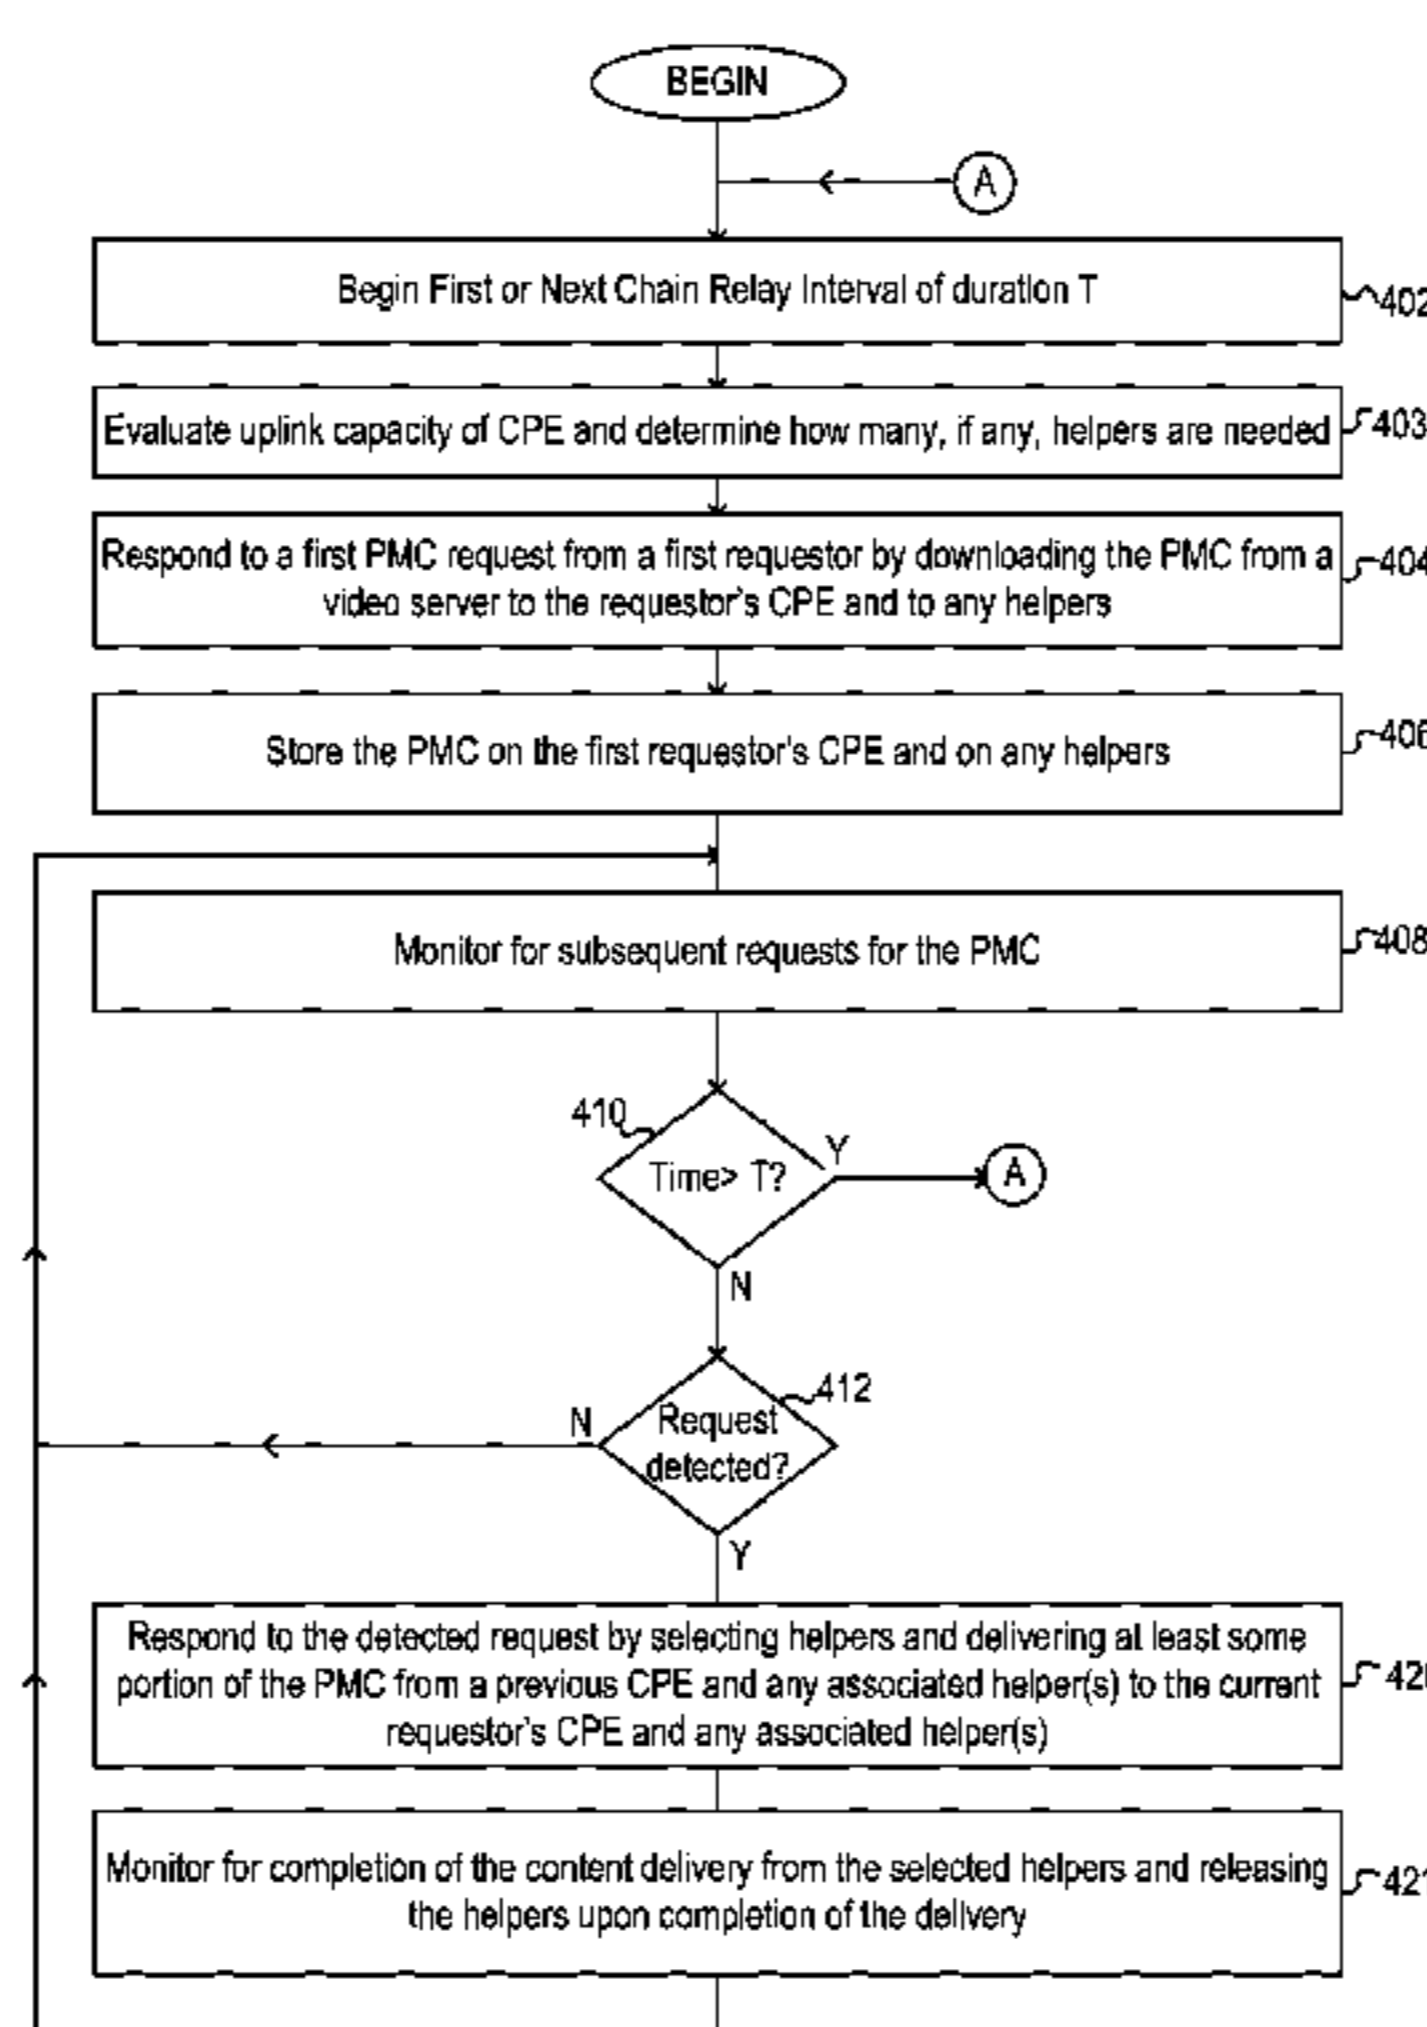 BEGIN
A
Begin First or Next Chain Relay Interval of duration T
402
Evaluate uplink capacity of CPE and determine how many, if any, helpers are needed
403
Respond to a first PMC request from a first requestor by downloading the PMC from a
video server to the requestor's CPE and to any helpers
404
Store the PMC on the first requestor's CPE and on any helpers
406
Monitor for subsequent requests for the PMC
408
410
Time> T?
Y
A
N
412
N
Request
detected?
Y
Respond to the detected request by selecting helpers and delivering at least some
portion of the PMC from a previous CPE and any associated helper(s) to the current
requestor's CPE and any associated helper(s)
420
Monitor for completion of the content delivery from the selected helpers and releasing
the helpers upon completion of the delivery
421